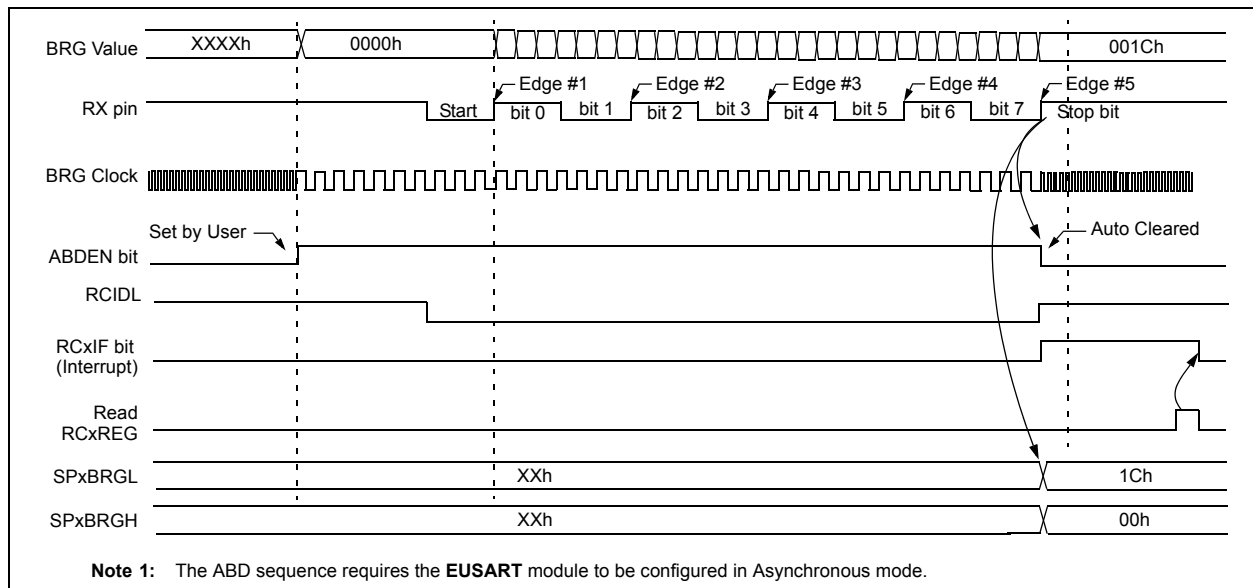 BRG Value XXXXh 0000h 001Ch
Edge #1 Edge #2 Edge #3 Edge #4 Edge #5
RX pin Start bit 0 bit 1 bit 2 bit 3 bit 4 bit 5 bit 6 bit 7 Stop bit
BRG Clock
Set by User Auto Cleared
ABDEN bit
RCIDL
RCxIF bit
(Interrupt)
Read
RCxREG
SPxBRGL XXh 1Ch
SPxBRGH XXh 00h
Note 1: The ABD sequence requires the EUSART module to be configured in Asynchronous mode.